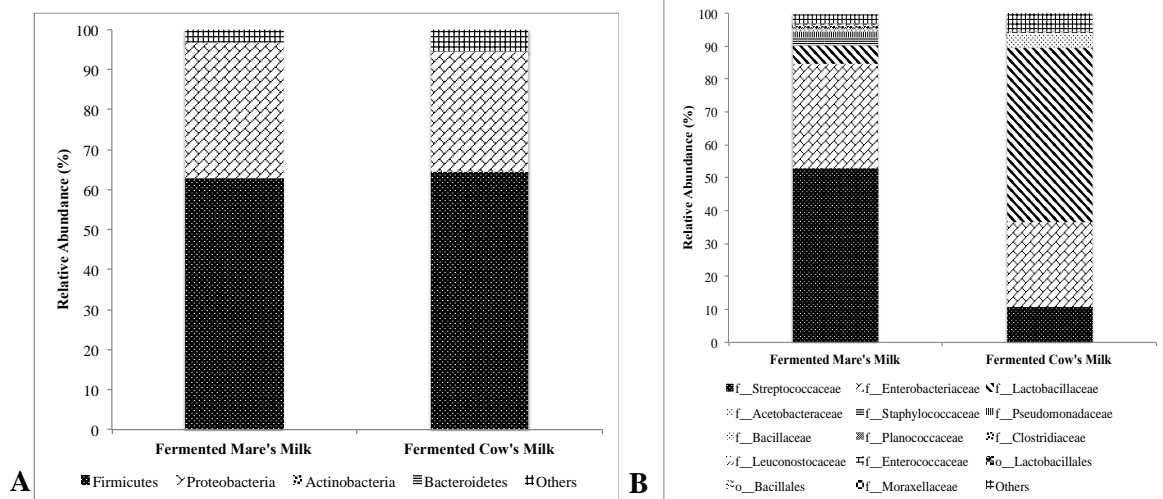 100
90
80
70
60
50
40
30
20
10
0
Relative Abundance (%)
Fermented Mare's Milk Fermented Cow's Milk
A
Firmicutes Proteobacteria Actinobacteria Bacteroidetes Others
100
90
80
70
60
50
40
30
20
10
0
Relative Abundance (%)
Fermented Mare's Milk Fermented Cow's Milk
f__Streptococcaceae f__Enterobacteriaceae f__Lactobacillaceae
f__Acetobacteraceae f__Staphylococcaceae f__Pseudomonadaceae
f__Bacillaceae f__Planococcaceae f__Clostridiaceae
f__Leuconostocaceae f__Enterococcaceae o__Lactobacillales
o__Bacillales f__Moraxellaceae Others
B